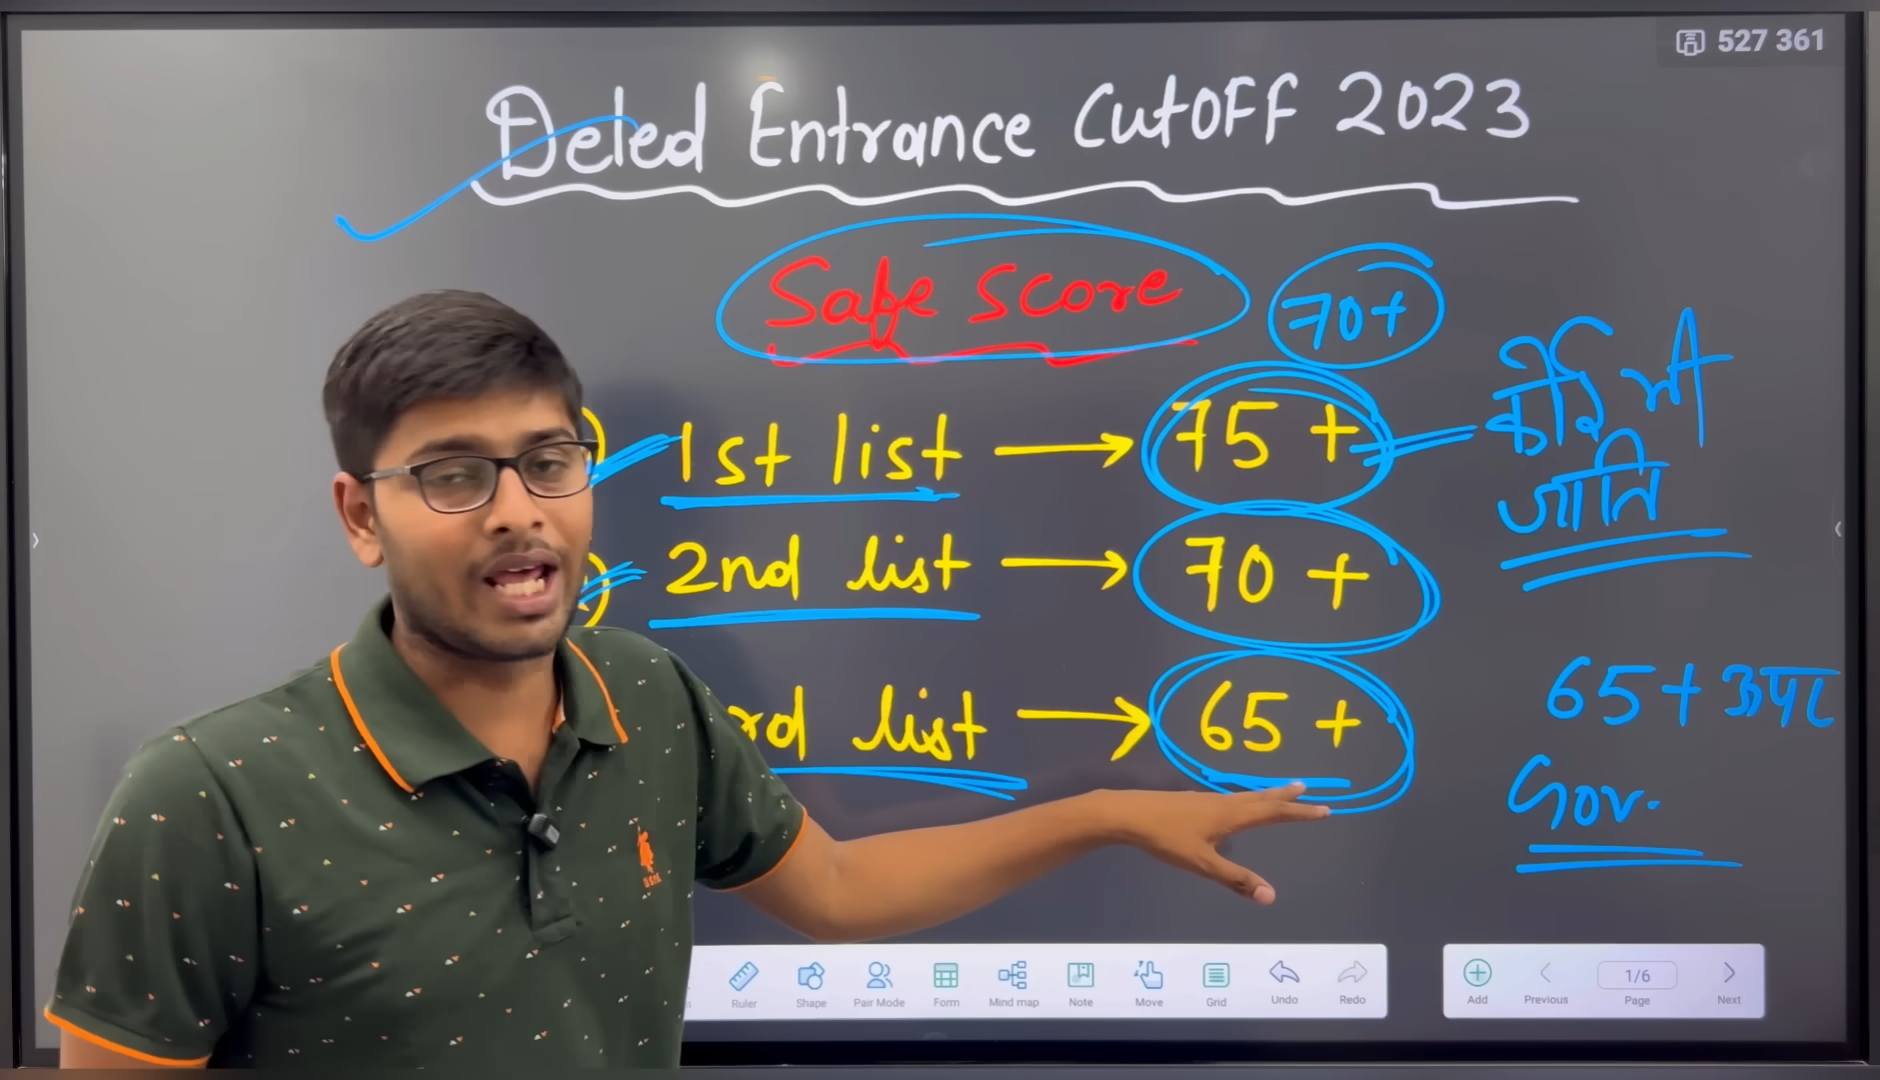 527 361
Deled Entrance CutOFF 2023
Safe Score
70+
1st list → 75 +
कोई भी
जाति
2nd list → 70 +
rd list → 65 +
65+ ऊपर
Gov.
Ruler Shape Pair Mode Form Mind map Note Move Grid Undo Redo
Add Previous 1/6 Page Next